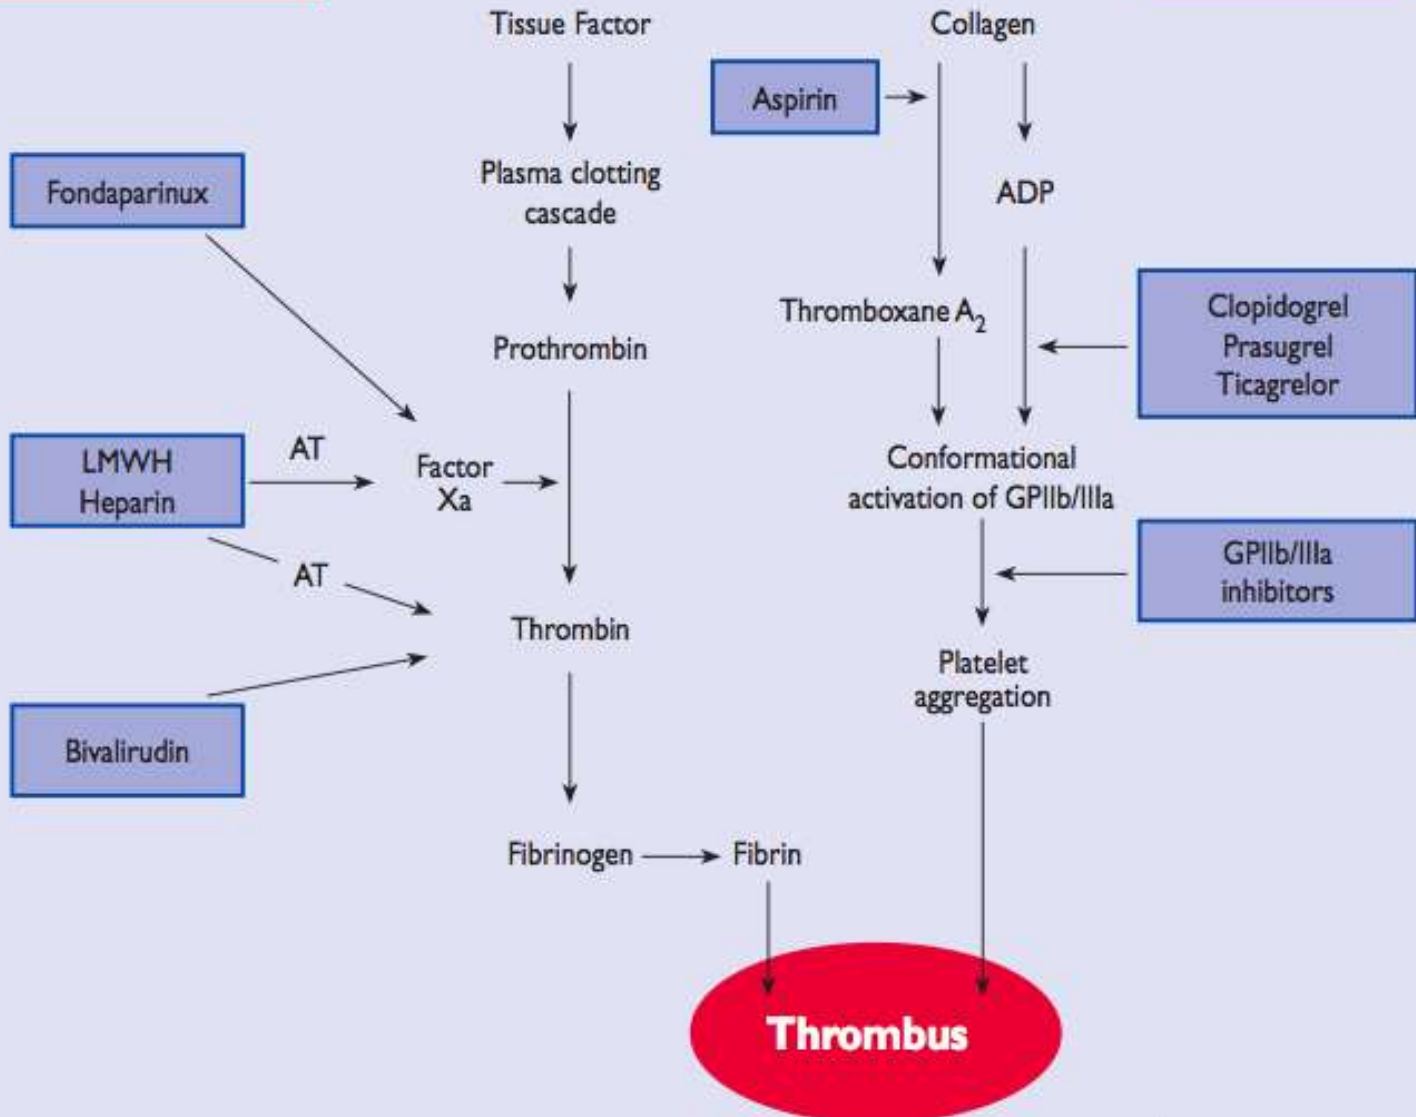 Tissue Factor
Collagen
Aspirin
Fondaparinux
Plasma clotting
cascade
ADP
Thromboxane A₂
Clopidogrel
Prasugrel
Ticagrelor
Prothrombin
LMWH
Heparin
AT
Factor
Xa
Conformational
activation of GPIIb/IIIa
AT
GPIIb/IIIa
inhibitors
Thrombin
Platelet
aggregation
Bivalirudin
Fibrinogen
Fibrin
Thrombus